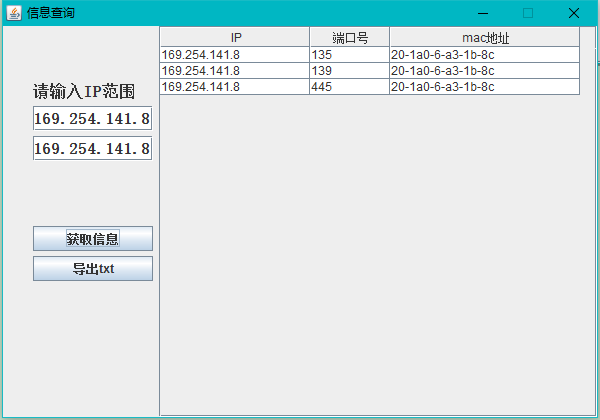 信息查询
请输入IP范围
169.254.141.8
169.254.141.8
获取信息
导出txt
IP 端口号 mac地址
169.254.141.8 135 20-1a0-6-a3-1b-8c
169.254.141.8 139 20-1a0-6-a3-1b-8c
169.254.141.8 445 20-1a0-6-a3-1b-8c